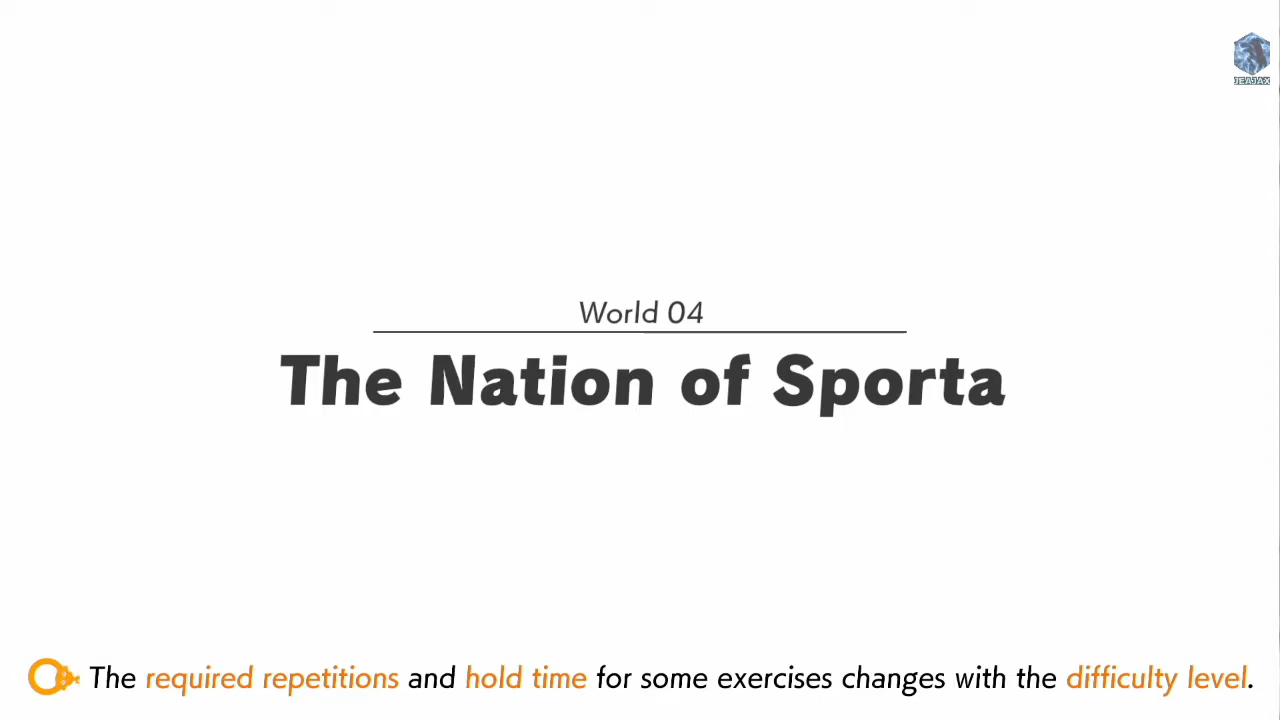 JEAJAX
World 04
The Nation of Sporta
The required repetitions and hold time for some exercises changes with the difficulty level.